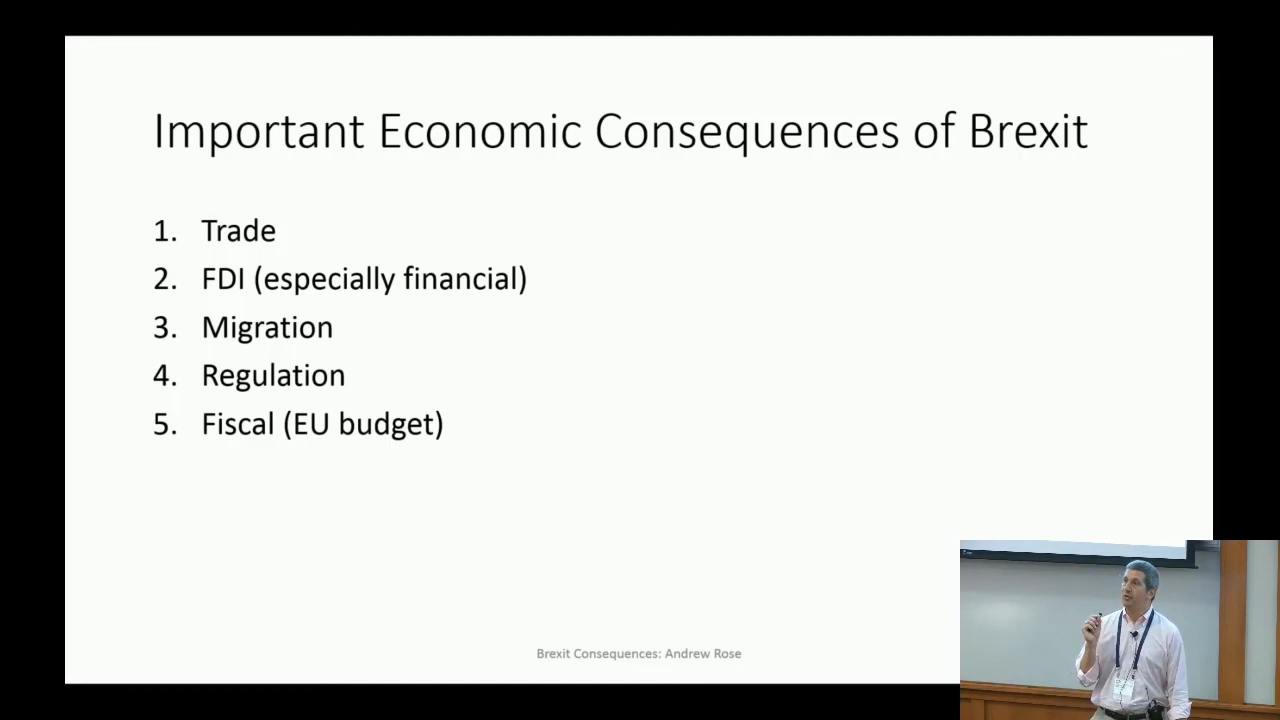 Important Economic Consequences of Brexit
1. Trade
2. FDI (especially financial)
3. Migration
4. Regulation
5. Fiscal (EU budget)
Brexit Consequences: Andrew Rose